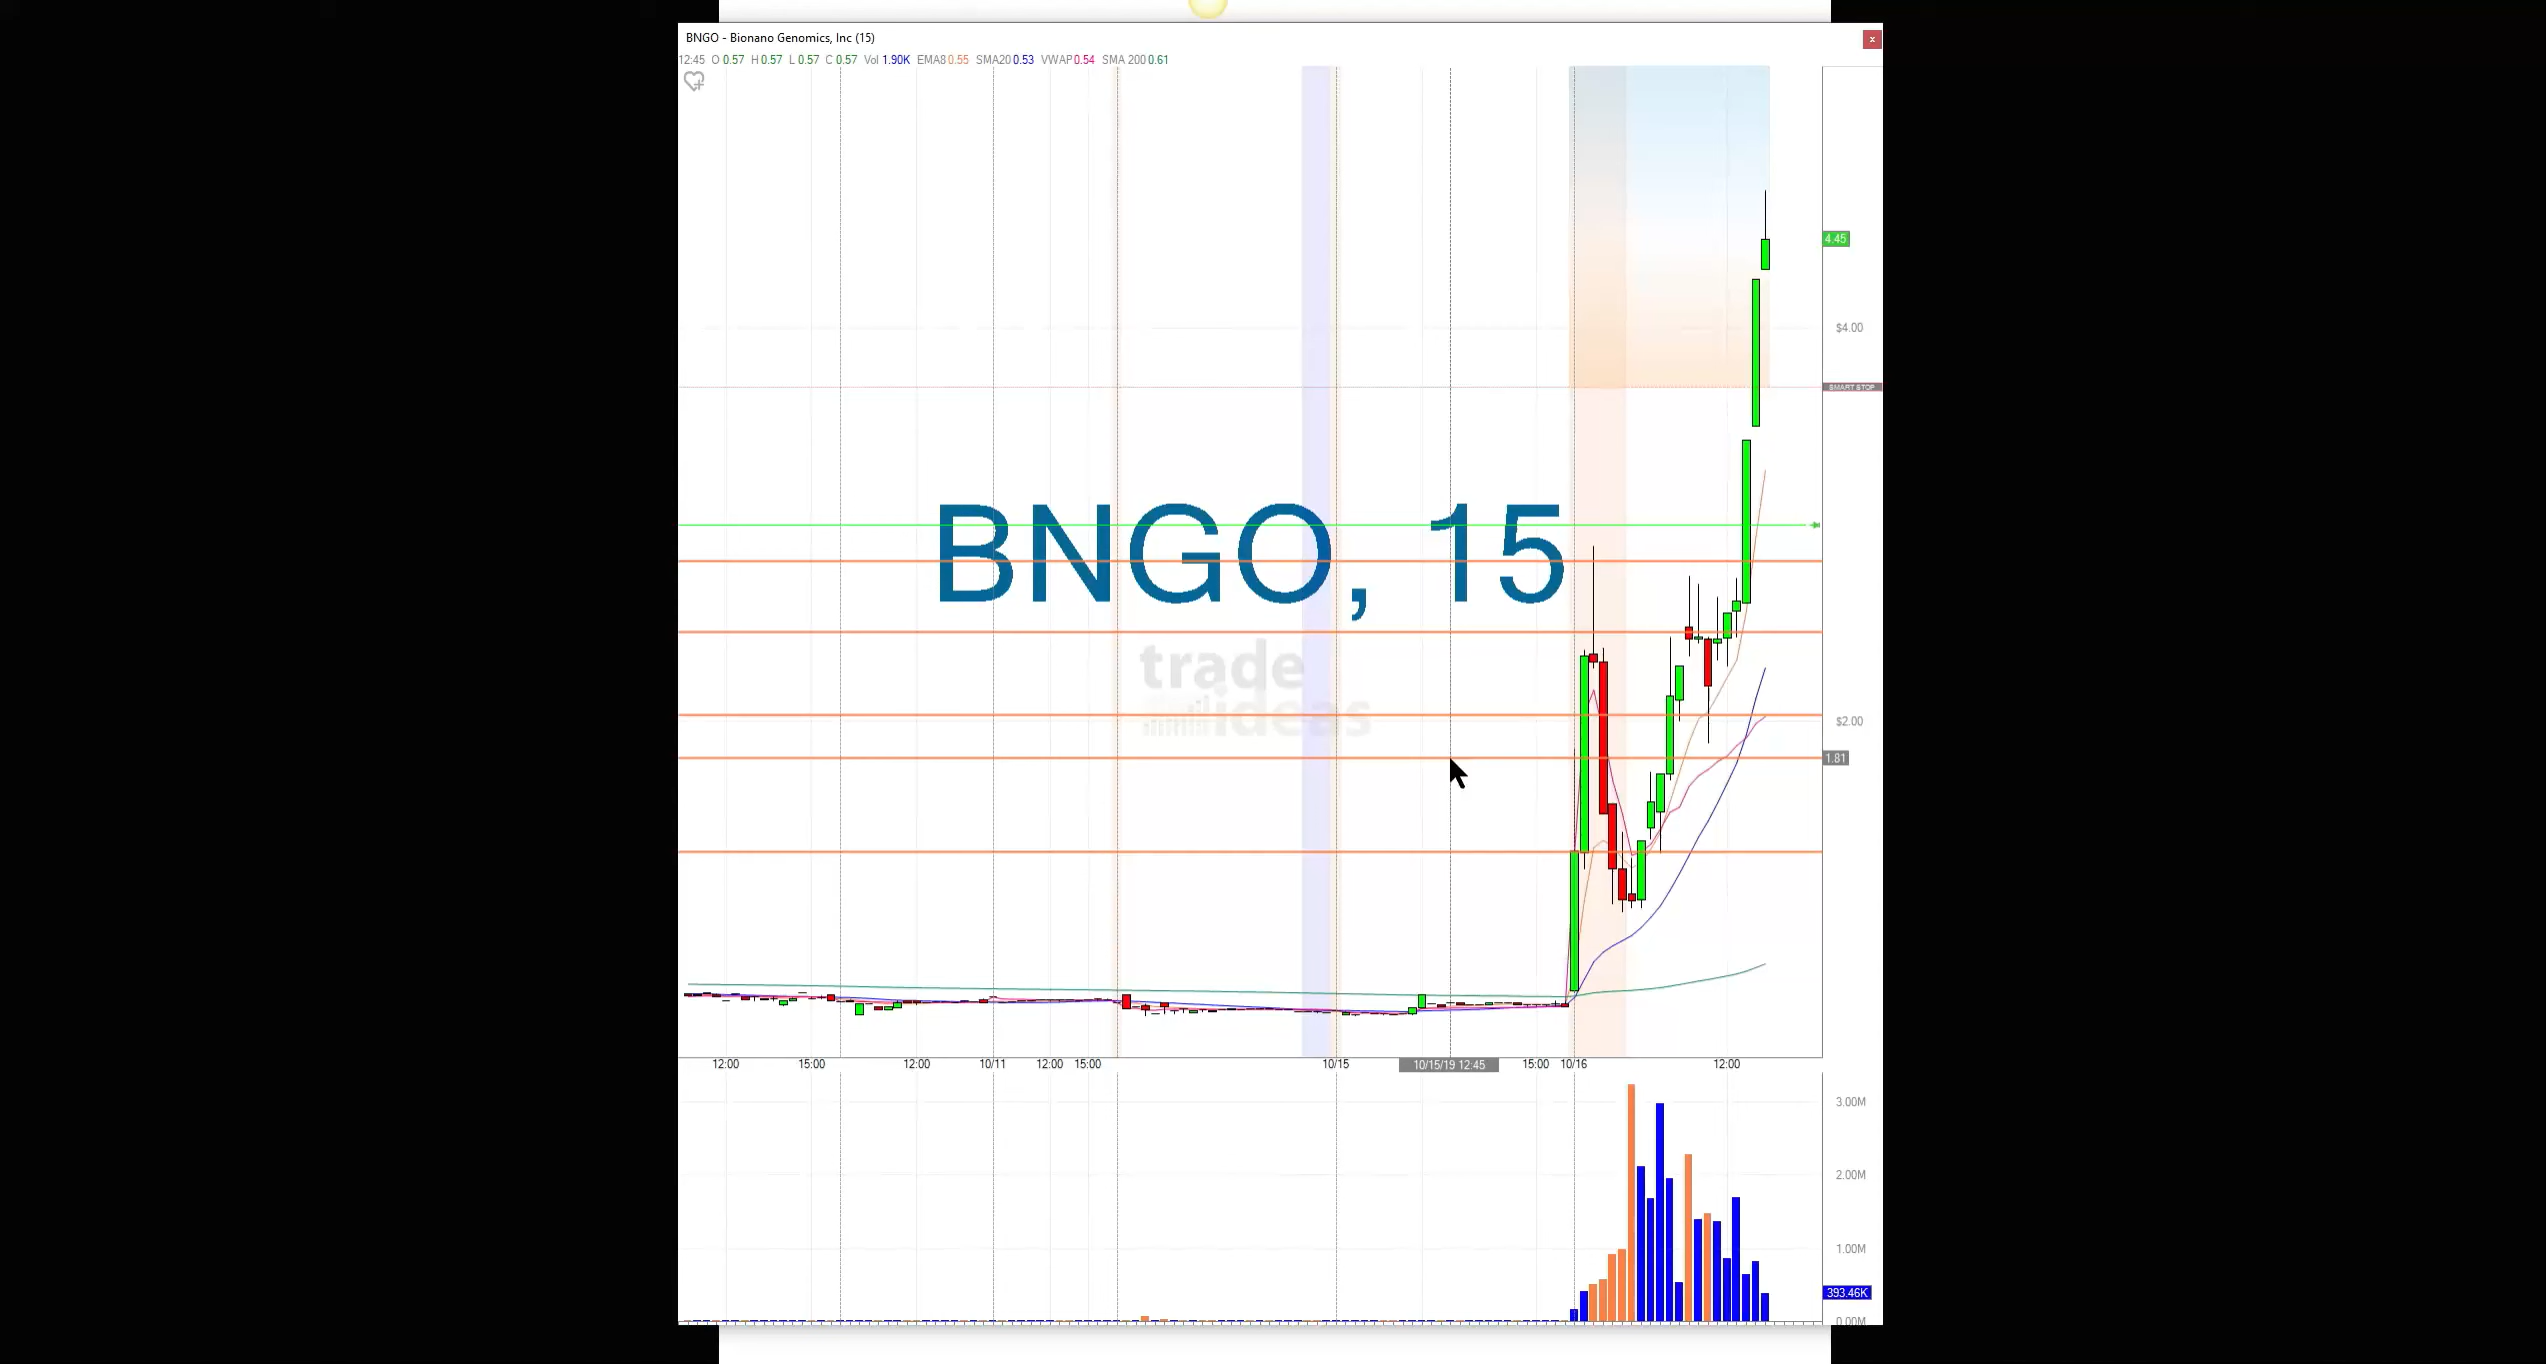 BNGO - Bionano Genomics, Inc (15)
x
12:45 O 0.57 H 0.57 L 0.57 C 0.57 Vol 1.90K EMA8 0.55 SMA20 0.53 VWAP 0.54 SMA 200 0.61
4.45
$4.00
SMART STOP
BNGO, 15
trade
ideas
$2.00
1.81
12:00 15:00 12:00 10/11 12:00 15:00 10/15 10/15/19 12:45 15:00 10/16 12:00
3.00M
2.00M
1.00M
393.46K
0.00M